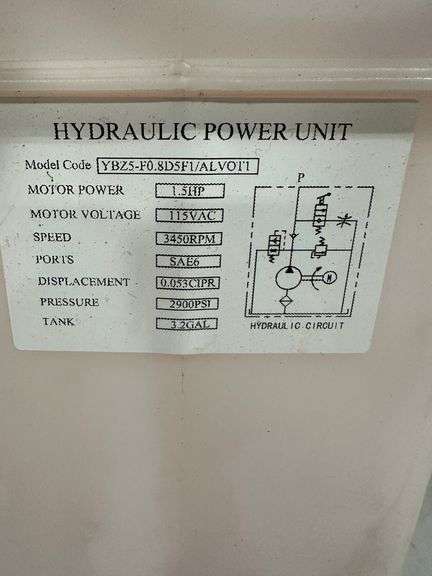 HYDRAULIC POWER UNIT
Model Code YBZ5-F0.8D5F1/ALVOT1
MOTOR POWER 1.5HP
MOTOR VOLTAGE 115VAC
SPEED 3450RPM
PORTS SAE6
DISPLACEMENT 0.053CIPR
PRESSURE 2900PSI
TANK 3.2GAL
P
M
HYDRAULIC CIRCUIT